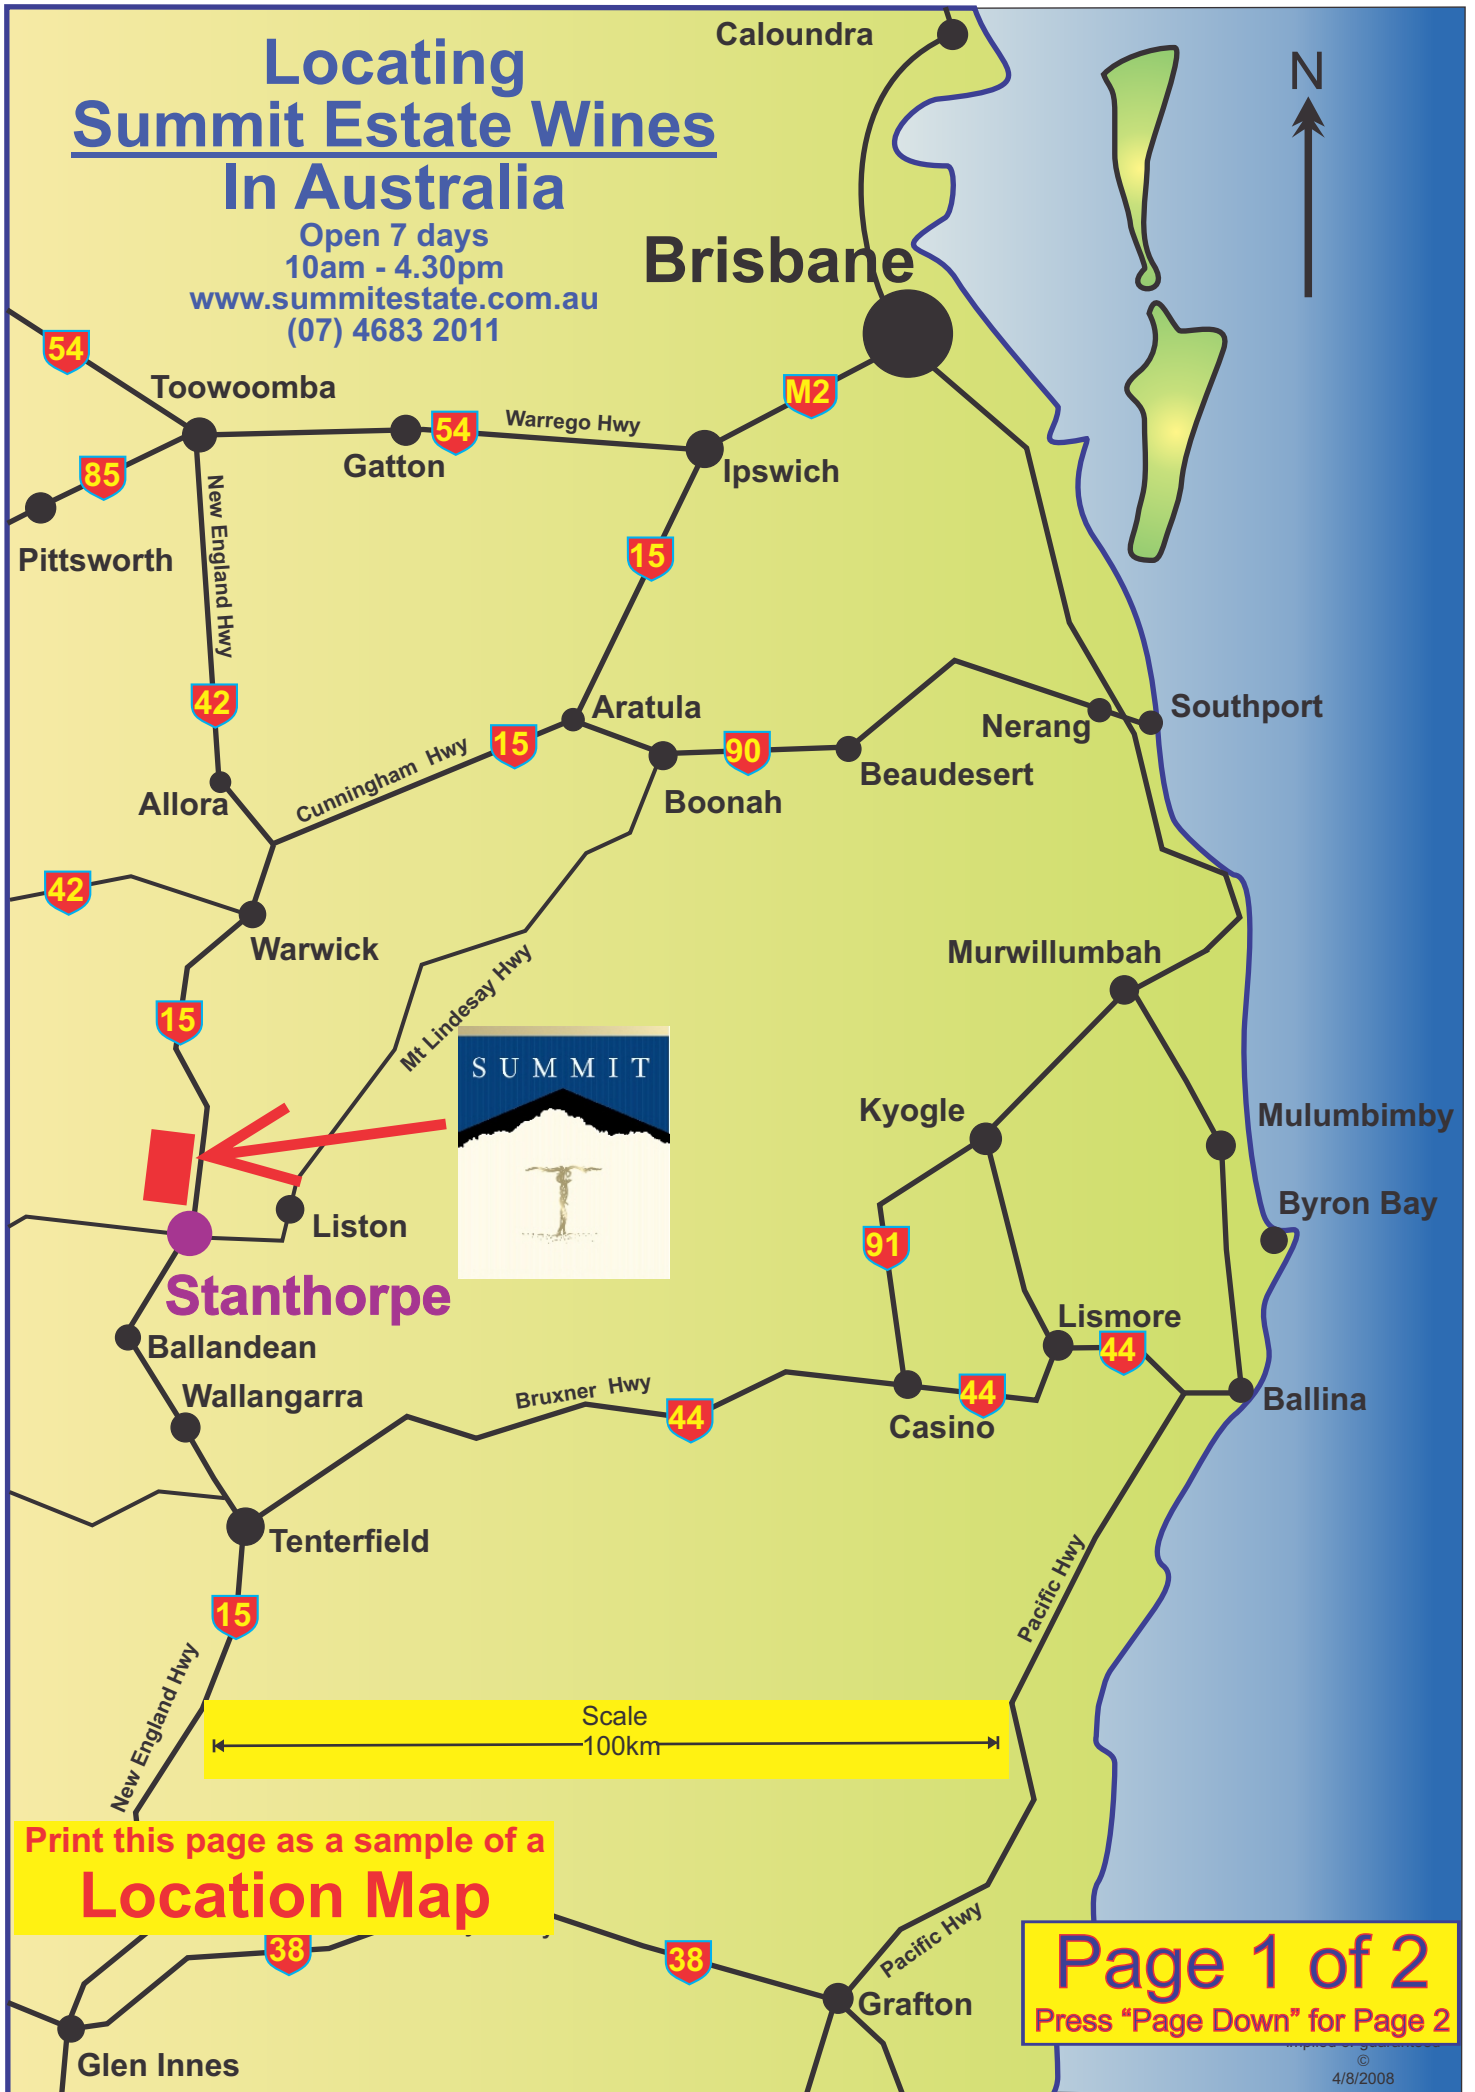 Locating
Summit Estate Wines
In Australia
Open 7 days
10am - 4.30pm
www.summitestate.com.au
(07) 4683 2011
Caloundra
N
Brisbane
54
Toowoomba
M2
54
Warrego Hwy
Gatton
Ipswich
85
Pittsworth
New England Hwy
15
42
Aratula
Southport
Nerang
15
90
Cunningham Hwy
Beaudesert
Allora
Boonah
42
Warwick
Murwillumbah
15
Mt Lindesay Hwy
SUMMIT
Kyogle
Mulumbimby
Byron Bay
Liston
91
Stanthorpe
Lismore
Ballandean
44
Wallangarra
Bruxner Hwy
44
44
Ballina
Casino
Tenterfield
Pacific Hwy
15
New England Hwy
Scale
100km
Print this page as a sample of a
Location Map
38
38
Pacific Hwy
Grafton
Glen Innes
Page 1 of 2
Press “Page Down” for Page 2
©
4/8/2008